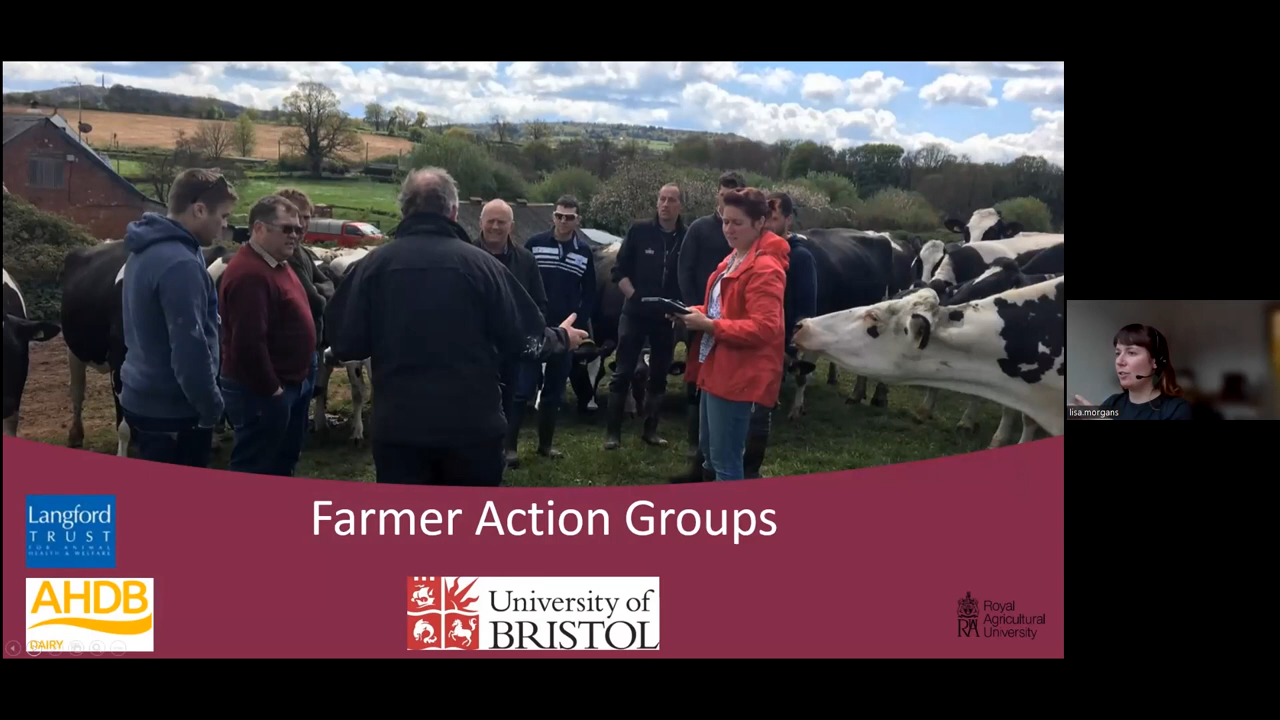 Farmer Action Groups
Langford
TRUST
FOR ANIMAL
HEALTH & WELFARE
AHDB
DAIRY
University of
BRISTOL
Royal
Agricultural
University
lisa.morgans